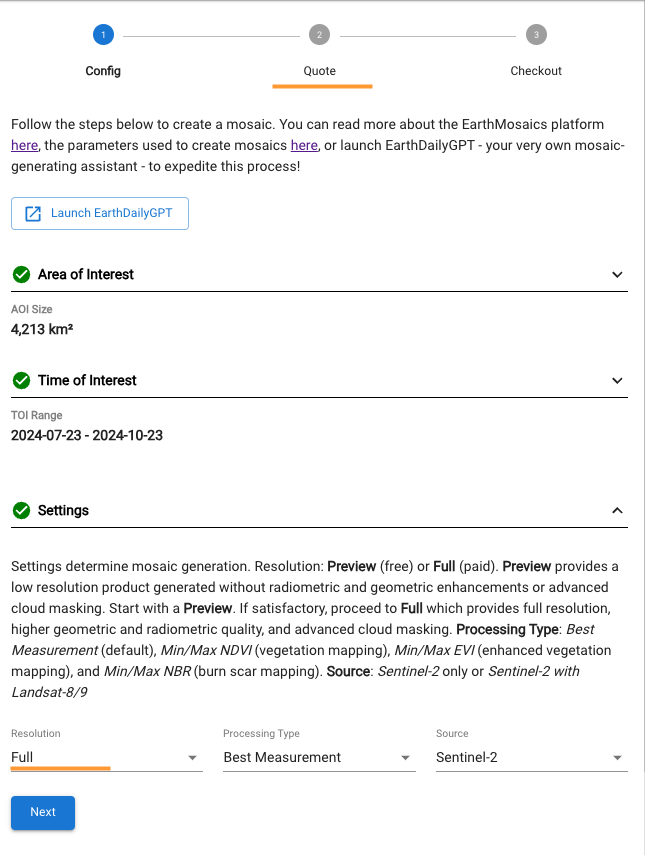 1
2
3
Config
Quote
Checkout
Follow the steps below to create a mosaic. You can read more about the EarthMosaics platform
here, the parameters used to create mosaics here, or launch EarthDailyGPT - your very own mosaic-
generating assistant - to expedite this process!
Launch EarthDailyGPT
Area of Interest
AOI Size
4,213 km²
Time of Interest
TOI Range
2024-07-23 - 2024-10-23
Settings
Settings determine mosaic generation. Resolution: Preview (free) or Full (paid). Preview provides a
low resolution product generated without radiometric and geometric enhancements or advanced
cloud masking. Start with a Preview. If satisfactory, proceed to Full which provides full resolution,
higher geometric and radiometric quality, and advanced cloud masking. Processing Type: Best
Measurement (default), Min/Max NDVI (vegetation mapping), Min/Max EVI (enhanced vegetation
mapping), and Min/Max NBR (burn scar mapping). Source: Sentinel-2 only or Sentinel-2 with
Landsat-8/9
Resolution
Processing Type
Source
Full
Best Measurement
Sentinel-2
Next